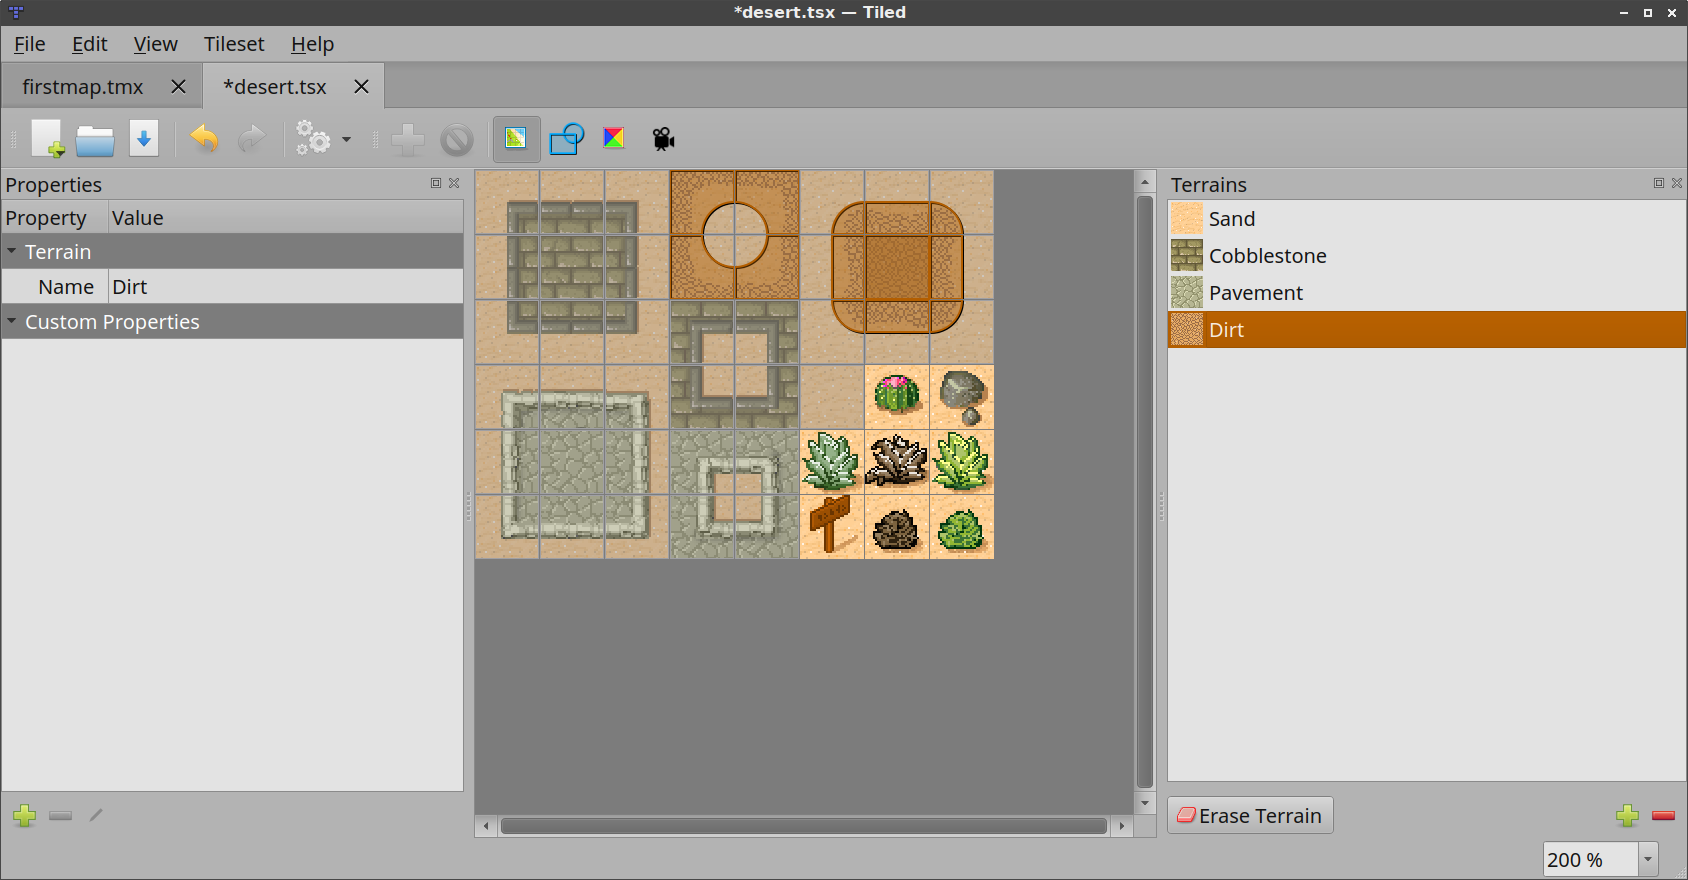 *desert.tsx — Tiled
File Edit View Tileset Help
firstmap.tmx *desert.tsx
Properties
Property Value
Terrain
Name Dirt
Custom Properties
Terrains
Sand
Cobblestone
Pavement
Dirt
Erase Terrain
200 %